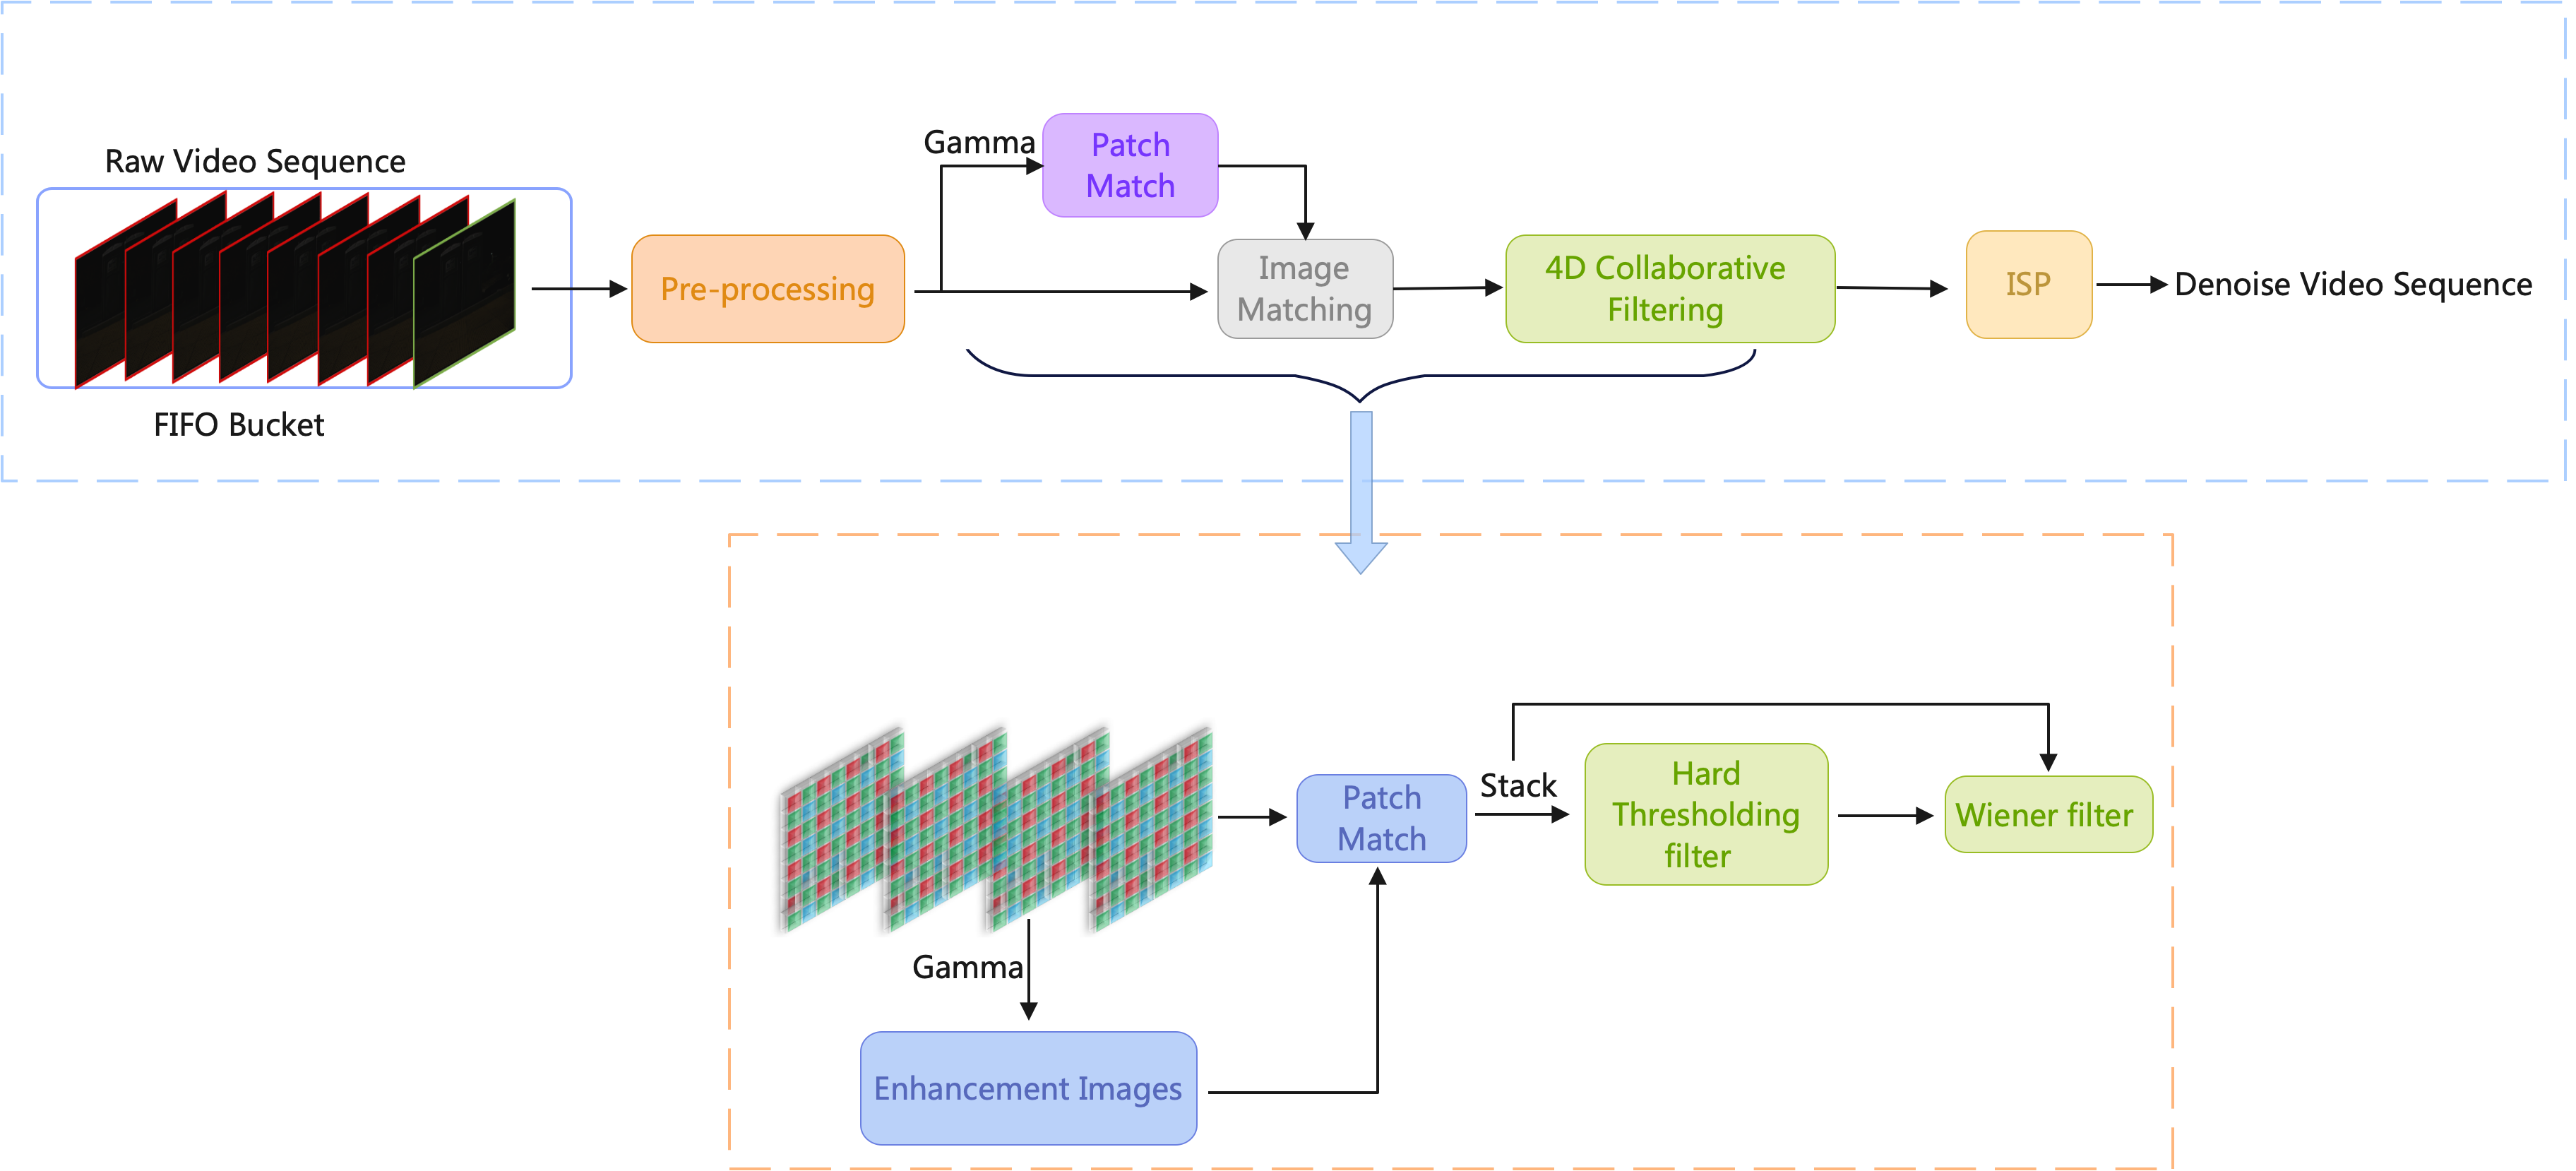 Raw Video Sequence
FIFO Bucket
Pre-processing
Gamma
Patch
Match
Image
Matching
4D Collaborative
Filtering
ISP
Denoise Video Sequence
Gamma
Enhancement Images
Patch
Match
Stack
Hard
Thresholding
filter
Wiener filter